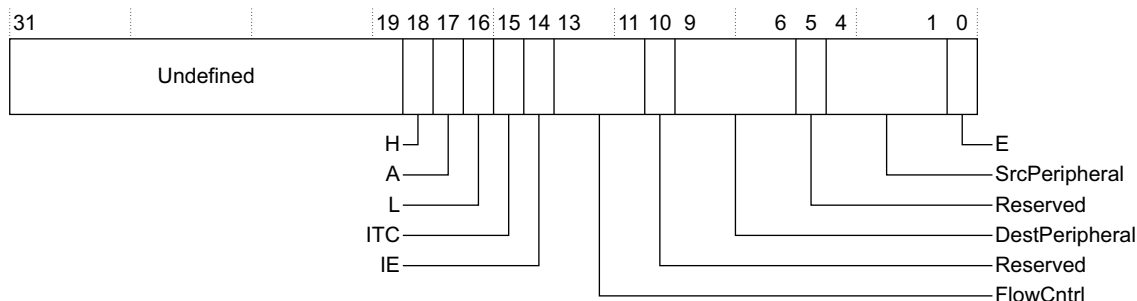 31 19 18 17 16 15 14 13 11 10 9 6 5 4 1 0
Undefined
H E
A SrcPeripheral
L Reserved
ITC DestPeripheral
IE Reserved
FlowCntrl